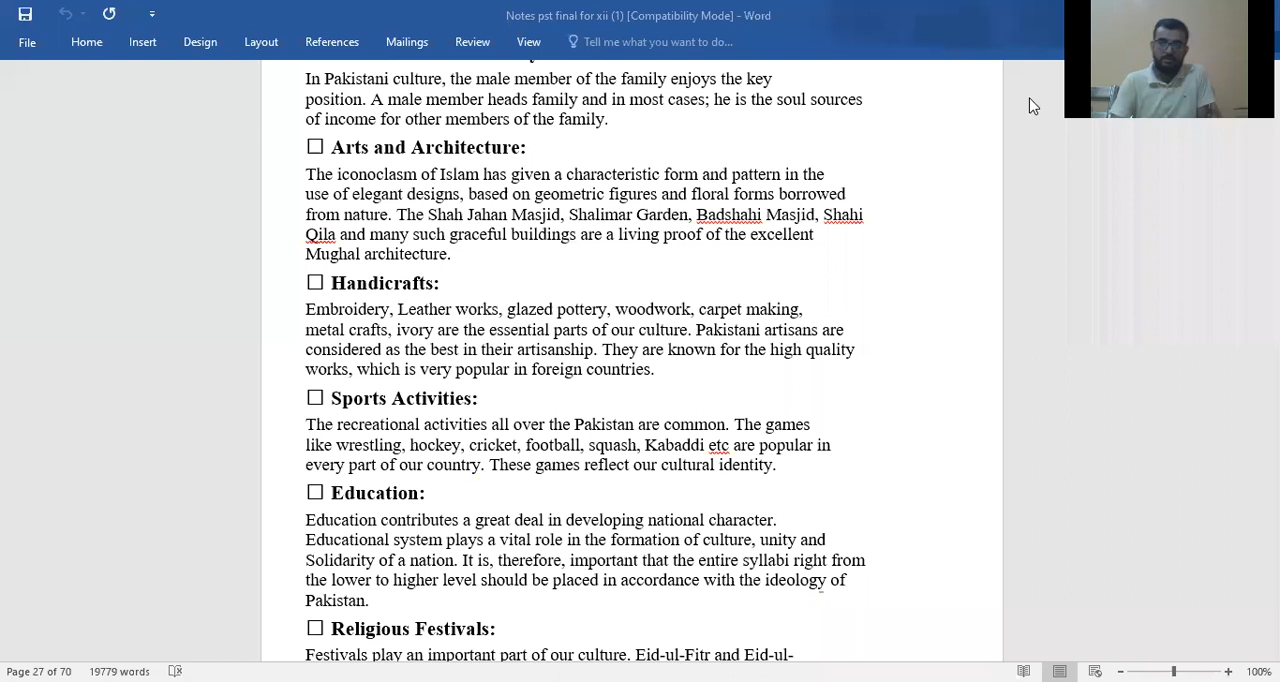 Notes pst final for xii (1) [Compatibility Mode] - Word
File Home Insert Design Layout References Mailings Review View Tell me what you want to do...
In Pakistani culture, the male member of the family enjoys the key
position. A male member heads family and in most cases; he is the soul sources
of income for other members of the family.
☐ Arts and Architecture:
The iconoclasm of Islam has given a characteristic form and pattern in the
use of elegant designs, based on geometric figures and floral forms borrowed
from nature. The Shah Jahan Masjid, Shalimar Garden, Badshahi Masjid, Shahi
Qila and many such graceful buildings are a living proof of the excellent
Mughal architecture.
☐ Handicrafts:
Embroidery, Leather works, glazed pottery, woodwork, carpet making,
metal crafts, ivory are the essential parts of our culture. Pakistani artisans are
considered as the best in their artisanship. They are known for the high quality
works, which is very popular in foreign countries.
☐ Sports Activities:
The recreational activities all over the Pakistan are common. The games
like wrestling, hockey, cricket, football, squash, Kabaddi etc are popular in
every part of our country. These games reflect our cultural identity.
☐ Education:
Education contributes a great deal in developing national character.
Educational system plays a vital role in the formation of culture, unity and
Solidarity of a nation. It is, therefore, important that the entire syllabi right from
the lower to higher level should be placed in accordance with the ideology of
Pakistan.
☐ Religious Festivals:
Festivals play an important part of our culture. Eid-ul-Fitr and Eid-ul-
Page 27 of 70 19779 words 100%